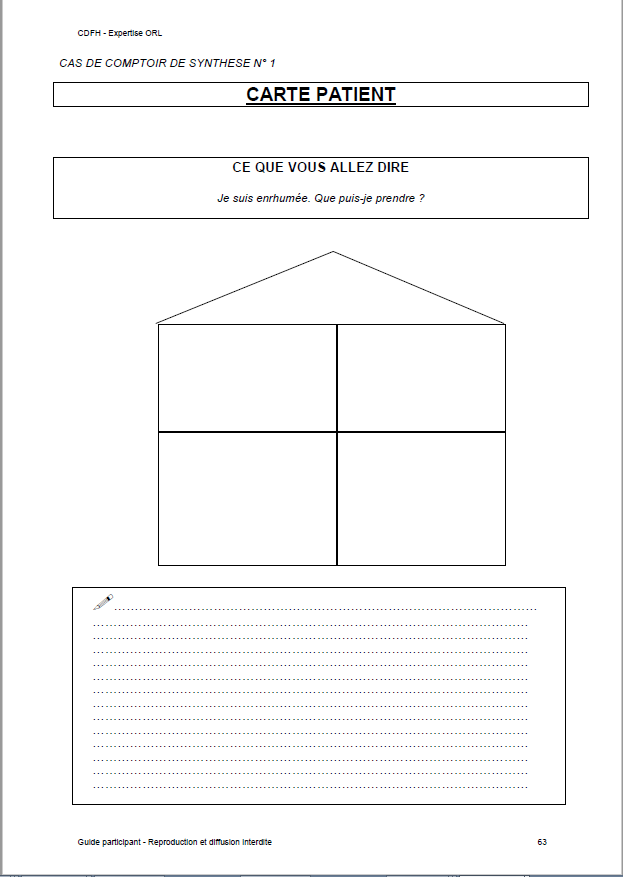 CDFH - Expertise ORL
CAS DE COMPTOIR DE SYNTHESE N° 1
CARTE PATIENT
CE QUE VOUS ALLEZ DIRE
Je suis enrhumée. Que puis-je prendre ?
Guide participant - Reproduction et diffusion interdite
63